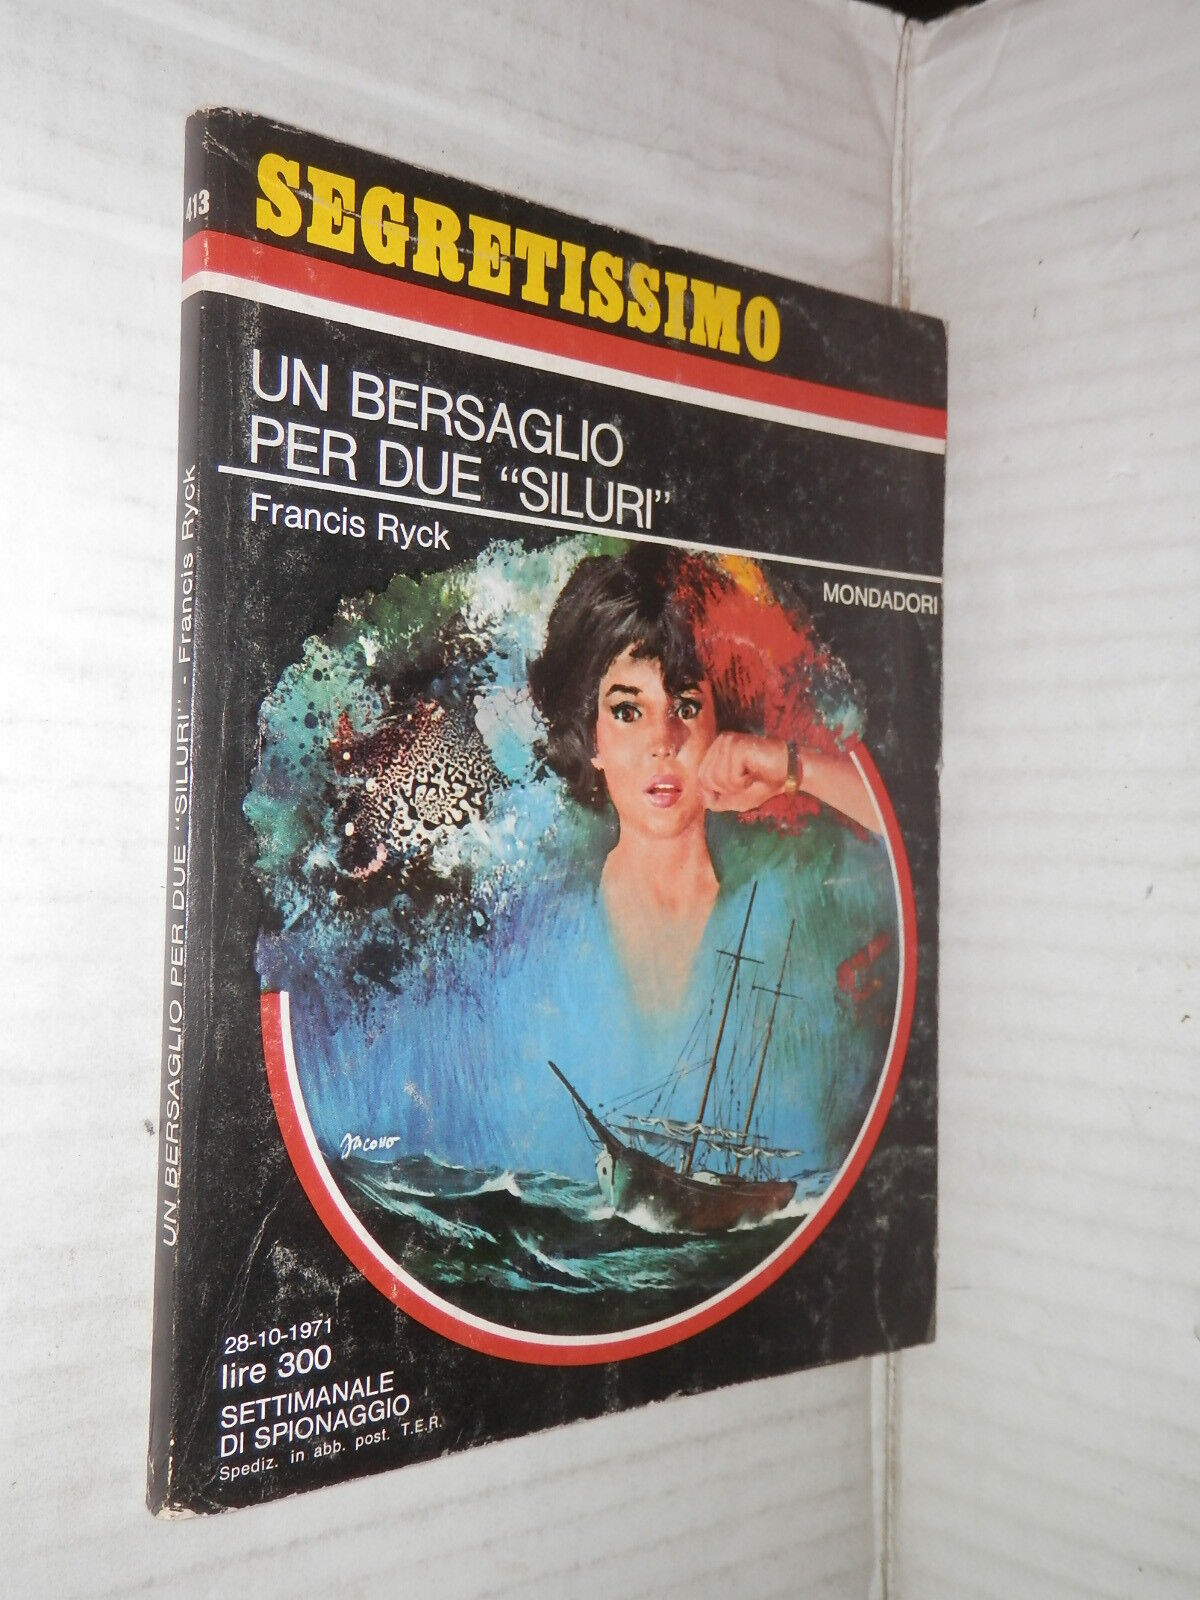 413
SEGRETISSIMO
UN BERSAGLIO
PER DUE “SILURI”
Francis Ryck
MONDADORI
Jacono
28-10-1971
lire 300
SETTIMANALE
DI SPIONAGGIO
Spediz. in abb. post. T.E.R.
UN BERSAGLIO PER DUE “SILURI” - Francis Ryck